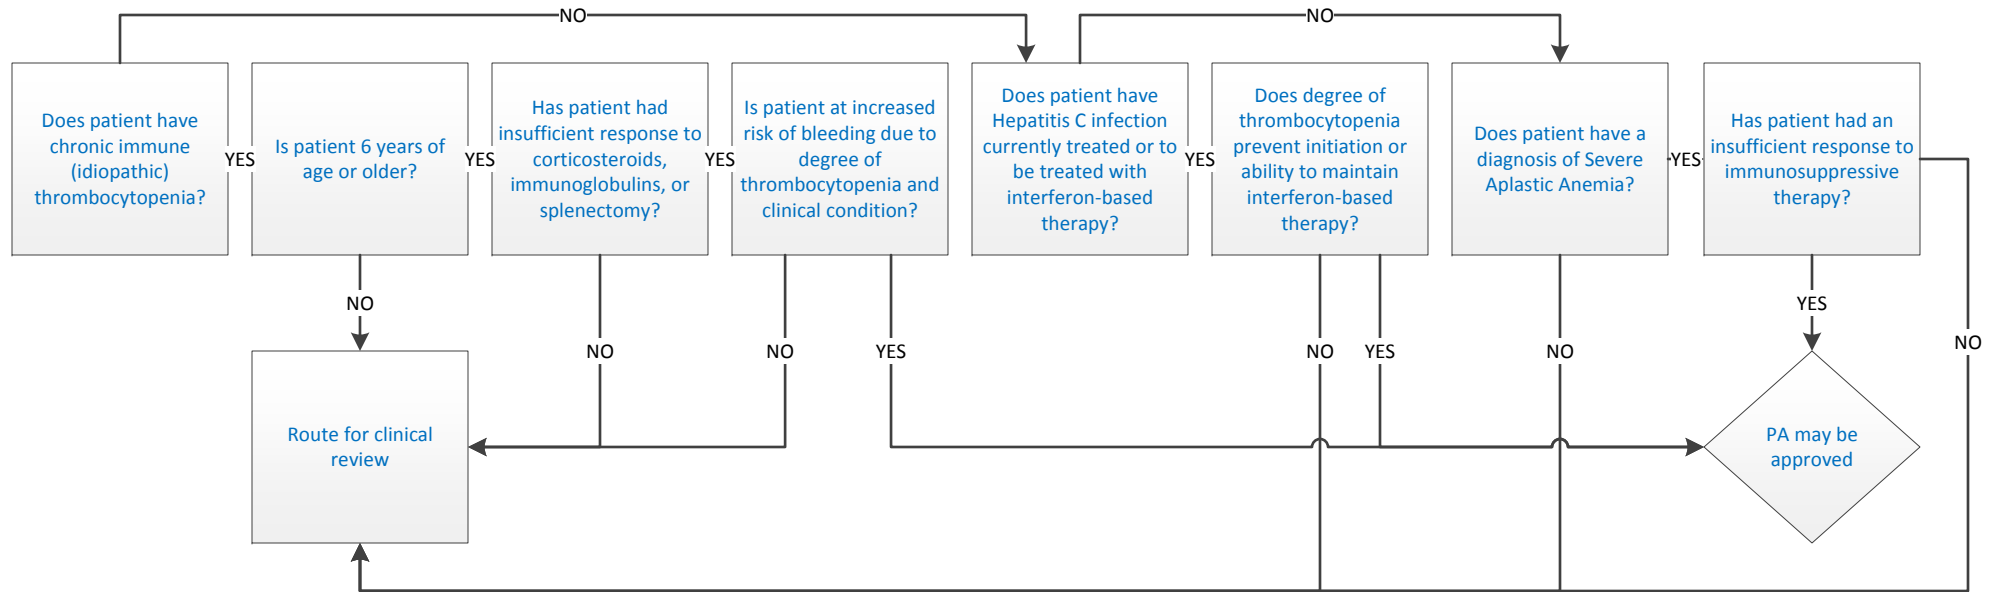 NO
NO
Does patient have
chronic immune
(idiopathic)
thrombocytopenia?
YES
Is patient 6 years of
age or older?
YES
Has patient had
insufficient response to
corticosteroids,
immunoglobulins, or
splenectomy?
YES
Is patient at increased
risk of bleeding due to
degree of
thrombocytopenia and
clinical condition?
Does patient have
Hepatitis C infection
currently treated or to
be treated with
interferon-based
therapy?
YES
Does degree of
thrombocytopenia
prevent initiation or
ability to maintain
interferon-based
therapy?
Does patient have a
diagnosis of Severe
Aplastic Anemia?
YES
Has patient had an
insufficient response to
immunosuppressive
therapy?
NO
NO
NO
YES
NO
YES
NO
YES
NO
Route for clinical
review
PA may be
approved